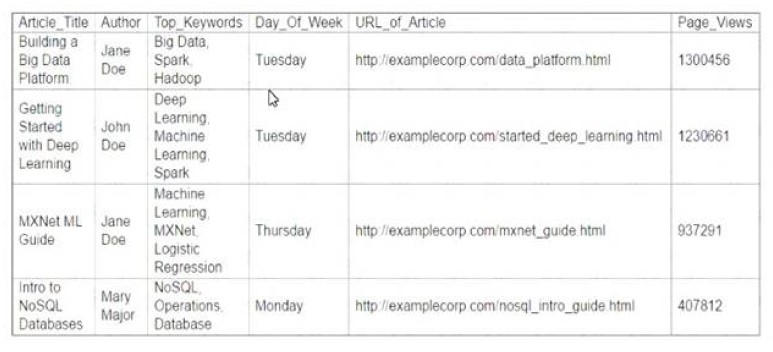 Article_Title Author Top_Keywords Day_Of_Week URL_of_Article Page_Views
Building a Big Data Platform Jane Doe Big Data, Spark, Hadoop Tuesday http://examplecorp.com/data_platform.html 1300456
Getting Started with Deep Learning John Doe Deep Learning, Machine Learning, Spark Tuesday http://examplecorp.com/started_deep_learning.html 1230661
MXNet ML Guide Jane Doe Machine Learning, MXNet, Logistic Regression Thursday http://examplecorp.com/mxnet_guide.html 937291
Intro to NoSQL Databases Mary Major NoSQL, Operations, Database Monday http://examplecorp.com/nosql_intro_guide.html 407812